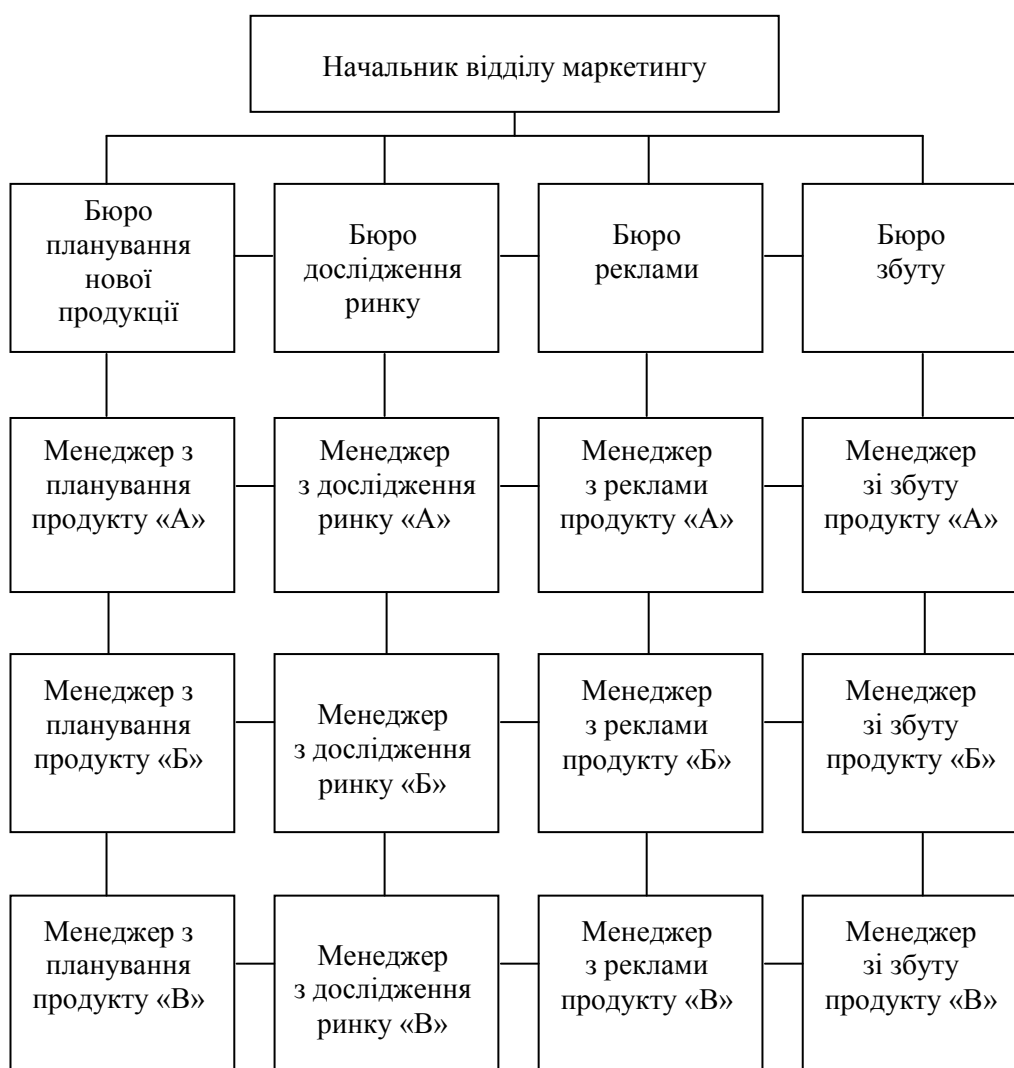 Начальник відділу маркетингу
Бюро
планування
нової
продукції
Бюро
дослідження
ринку
Бюро
реклами
Бюро
збуту
Менеджер з
планування
продукту «А»
Менеджер
з дослідження
ринку «А»
Менеджер
з реклами
продукту «А»
Менеджер
зі збуту
продукту «А»
Менеджер з
планування
продукту «Б»
Менеджер
з дослідження
ринку «Б»
Менеджер
з реклами
продукту «Б»
Менеджер
зі збуту
продукту «Б»
Менеджер з
планування
продукту «В»
Менеджер
з дослідження
ринку «В»
Менеджер
з реклами
продукту «В»
Менеджер
зі збуту
продукту «В»